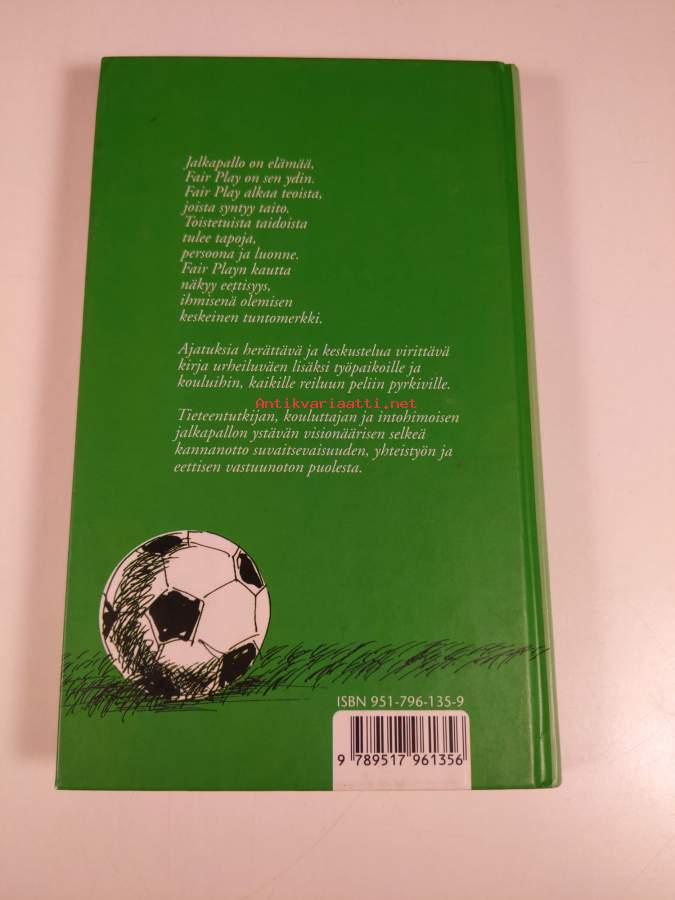 Jalkapallo on elämää,
Fair Play on sen ydin.
Fair Play alkaa teoista,
joista syntyy taito.
Toistetuista taidoista
tulee tapoja,
persoona ja luonne.
Fair Playn kautta
näkyy eettisyys,
ihmisenä olemisen
keskeinen tuntomerkki.
Ajatuksia herättävä ja keskustelua virittävä
kirja urheiluväen lisäksi työpaikoille ja
kouluihin, kaikille reiluun peliin pyrkiville.
Antikvariaatti.net
Tieteentutkijan, kouluttajan ja intohimoisen
jalkapallon ystävän visionäärisen selkeä
kannanotto suvaitsevaisuuden, yhteistyön ja
eettisen vastuunoton puolesta.
ISBN 951-796-135-9
9 789517 961356